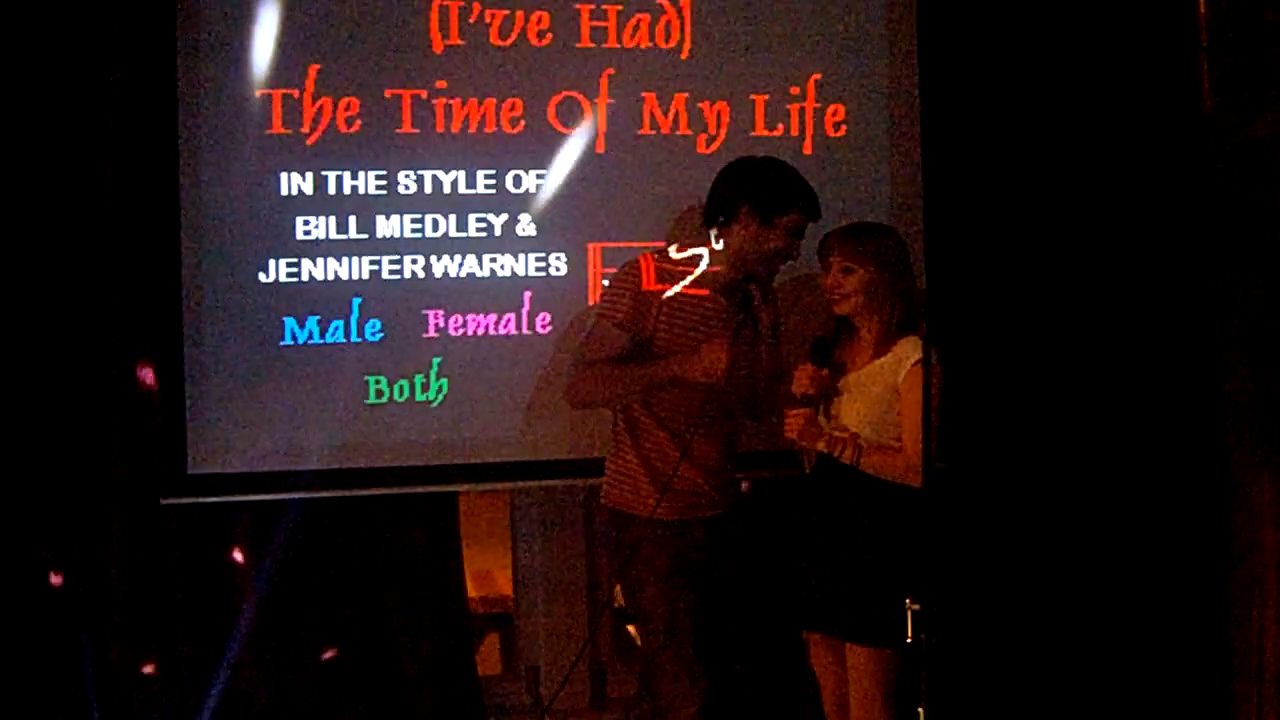 (I've Had)
The Time Of My Life
IN THE STYLE OF
BILL MEDLEY &
JENNIFER WARNES
Male Female
Both